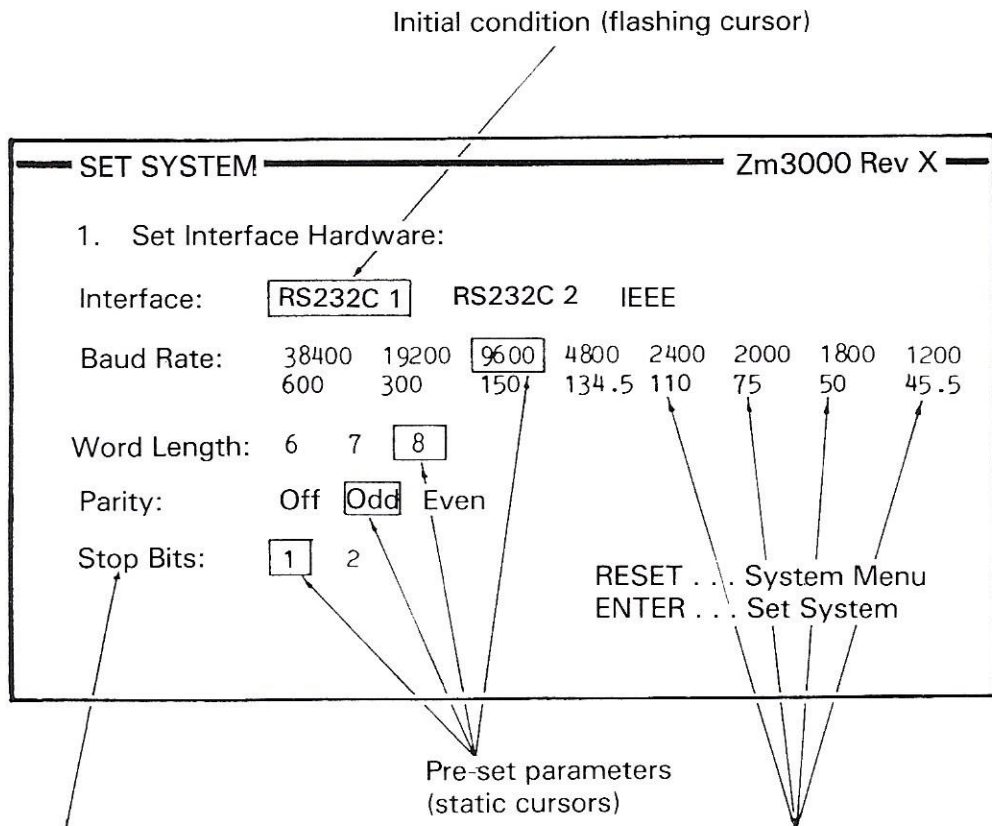 Initial condition (flashing cursor)
SET SYSTEM Zm3000 Rev X
1. Set Interface Hardware:
Interface: RS232C 1 RS232C 2 IEEE
Baud Rate: 38400 19200 9600 4800 2400 2000 1800 1200
600 300 150 134.5 110 75 50 45.5
Word Length: 6 7 8
Parity: Off Odd Even
Stop Bits: 1 2
RESET . . . System Menu
ENTER . . . Set System
Pre-set parameters
(static cursors)